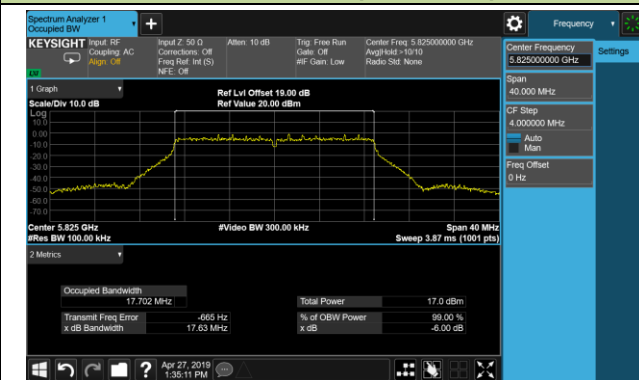 Spectrum Analyzer 1
Occupied BW
Frequency
KEYSIGHT
Input: RF
Coupling: AC
Align: Off
Input Z: 50 Ω
Corrections: Off
Freq Ref: Int (S)
NFE: Off
Atten: 10 dB
Trig: Free Run
Gate: Off
#IF Gain: Low
Center Freq: 5.825000000 GHz
Avg|Hold:>10/10
Radio Std: None
Center Frequency
5.825000000 GHz
Settings
Span
40.000 MHz
CF Step
4.000000 MHz
Auto
Man
Freq Offset
0 Hz
1 Graph
Scale/Div 10.0 dB
Ref Lvl Offset 19.00 dB
Ref Value 20.00 dBm
Log
10.0
0.00
-10.0
-20.0
-30.0
-40.0
-50.0
-60.0
-70.0
Center 5.825 GHz
#Res BW 100.00 kHz
#Video BW 300.00 kHz
Span 40 MHz
Sweep 3.87 ms (1001 pts)
2 Metrics
Occupied Bandwidth
17.702 MHz
Total Power 17.0 dBm
Transmit Freq Error -665 Hz
% of OBW Power 99.00 %
x dB Bandwidth 17.63 MHz
x dB -6.00 dB
?
Apr 27, 2019
1:35:11 PM